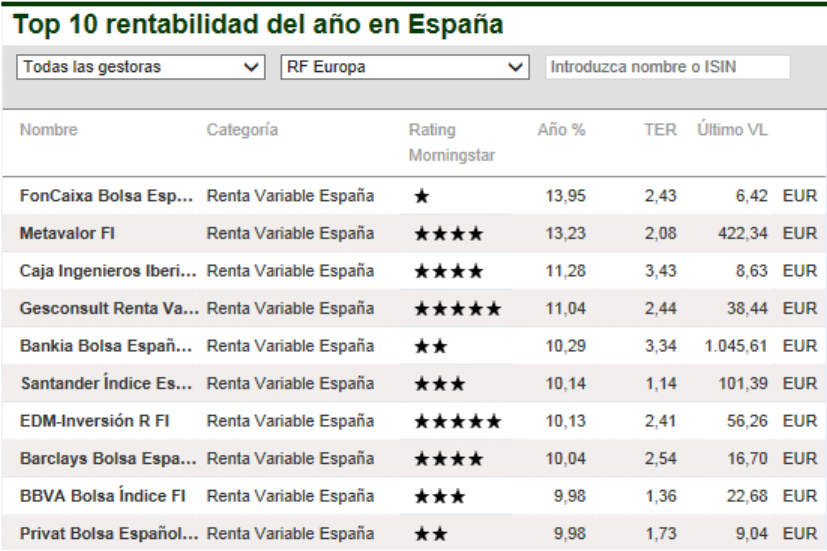 Top 10 rentabilidad del año en España
Todas las gestoras RF Europa Introduzca nombre o ISIN
Nombre Categoría Rating Año % TER Último VL
Morningstar
FonCaixa Bolsa Esp... Renta Variable España ★ 13,95 2,43 6,42 EUR
Metavalor FI Renta Variable España ★★★★ 13,23 2,08 422,34 EUR
Caja Ingenieros Iberi... Renta Variable España ★★★★ 11,28 3,43 8,63 EUR
Gesconsult Renta Va... Renta Variable España ★★★★★ 11,04 2,44 38,44 EUR
Bankia Bolsa Españ... Renta Variable España ★★ 10,29 3,34 1.045,61 EUR
Santander Índice Es... Renta Variable España ★★★ 10,14 1,14 101,39 EUR
EDM-Inversión R FI Renta Variable España ★★★★★ 10,13 2,41 56,26 EUR
Barclays Bolsa Espa... Renta Variable España ★★★★ 10,04 2,54 16,70 EUR
BBVA Bolsa Índice FI Renta Variable España ★★★ 9,98 1,36 22,68 EUR
Privat Bolsa Español... Renta Variable España ★★ 9,98 1,73 9,04 EUR